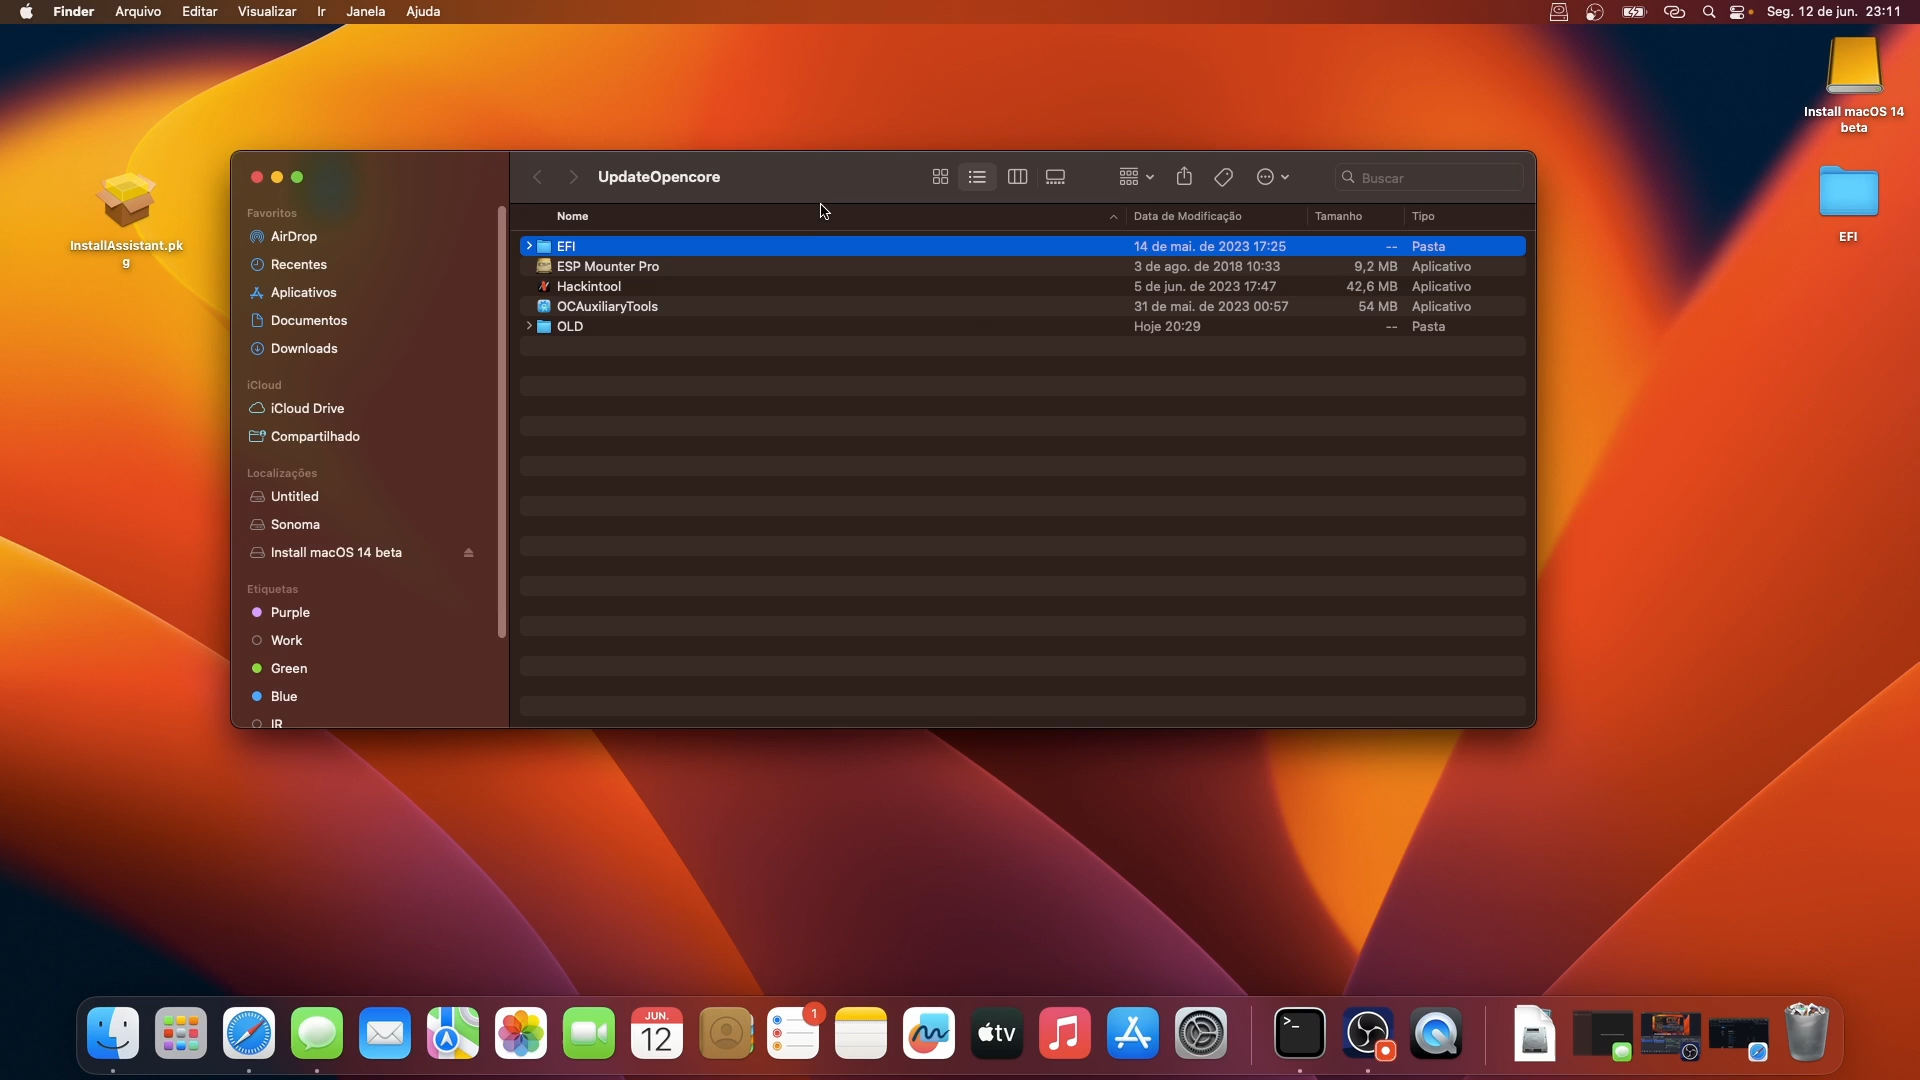 Finder Arquivo Editar Visualizar Ir Janela Ajuda Seg. 12 de jun. 23:11
Install macOS 14
beta
EFI
InstallAssistant.pk
g
UpdateOpencore
Buscar
Favoritos
AirDrop
Recentes
Aplicativos
Documentos
Downloads
iCloud
iCloud Drive
Compartilhado
Localizações
Untitled
Sonoma
Install macOS 14 beta
Etiquetas
Purple
Work
Green
Blue
IR
Nome Data de Modificação Tamanho Tipo
EFI 14 de mai. de 2023 17:25 -- Pasta
ESP Mounter Pro 3 de ago. de 2018 10:33 9,2 MB Aplicativo
Hackintool 5 de jun. de 2023 17:47 42,6 MB Aplicativo
OCAuxiliaryTools 31 de mai. de 2023 00:57 54 MB Aplicativo
OLD Hoje 20:29 -- Pasta
JUN.
12
1
tv
>_